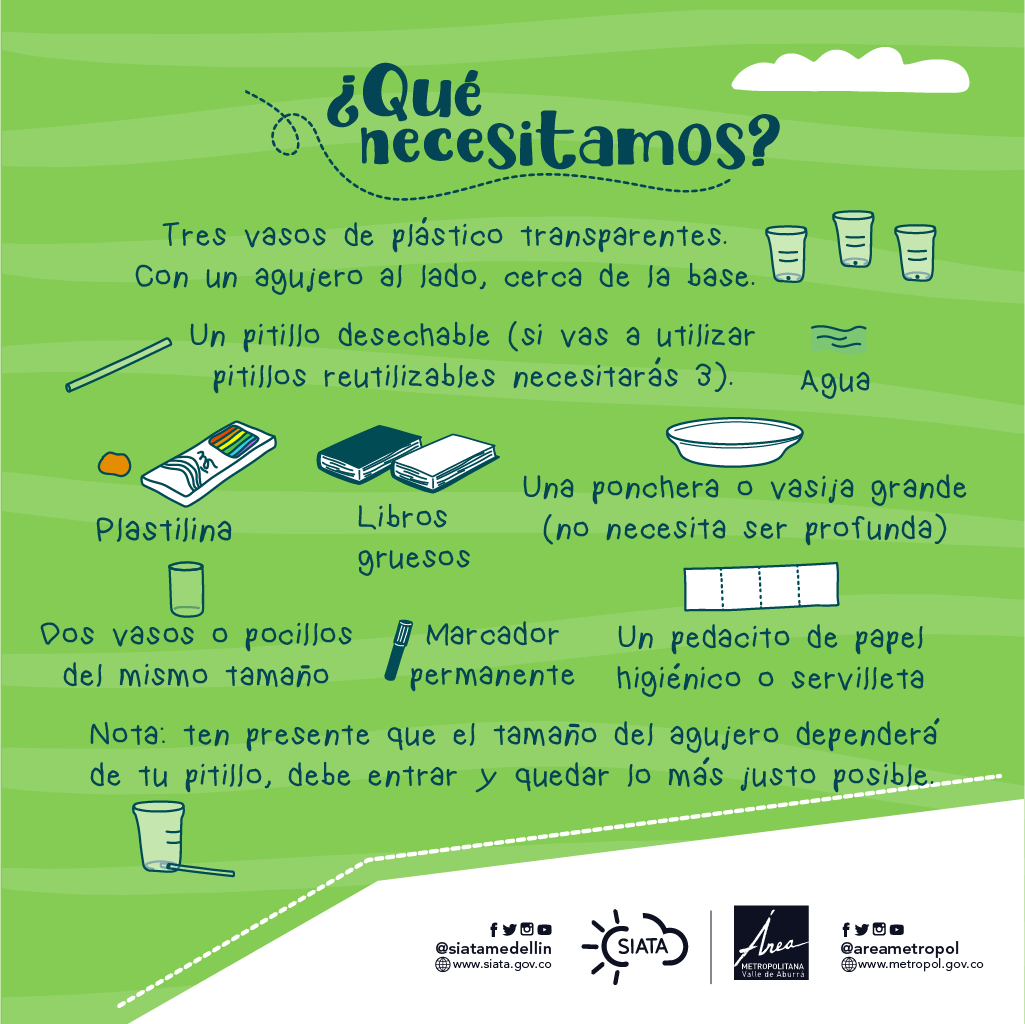 ¿Qué
necesitamos?
Tres vasos de plástico transparentes.
Con un agujero al lado, cerca de la base.
Un pitillo desechable (si vas a utilizar
pitillos reutilizables necesitarás 3).
Agua
Plastilina
Libros
gruesos
Una ponchera o vasija grande
(no necesita ser profunda)
Dos vasos o pocillos
del mismo tamaño
Marcador
permanente
Un pedacito de papel
higiénico o servilleta
Nota: ten presente que el tamaño del agujero dependerá
de tu pitillo, debe entrar y quedar lo más justo posible.
@siatamedellin
www.siata.gov.co
SIATA
Área
METROPOLITANA
Valle de Aburrá
@areametropol
www.metropol.gov.co